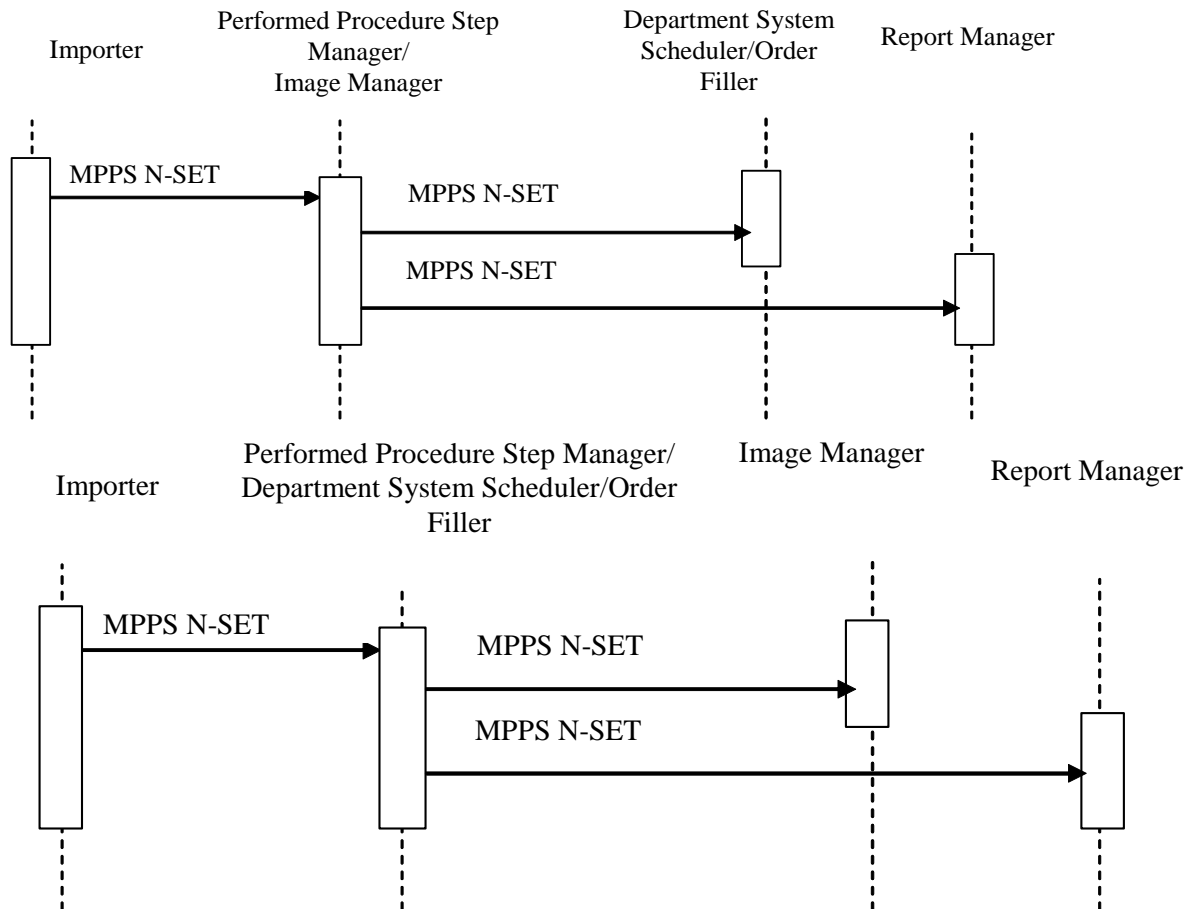 Importer
Performed Procedure Step
Manager/
Image Manager
Department System
Scheduler/Order
Filler
Report Manager
MPPS N-SET
MPPS N-SET
MPPS N-SET
Importer
Performed Procedure Step Manager/
Department System Scheduler/Order
Filler
Image Manager
Report Manager
MPPS N-SET
MPPS N-SET
MPPS N-SET